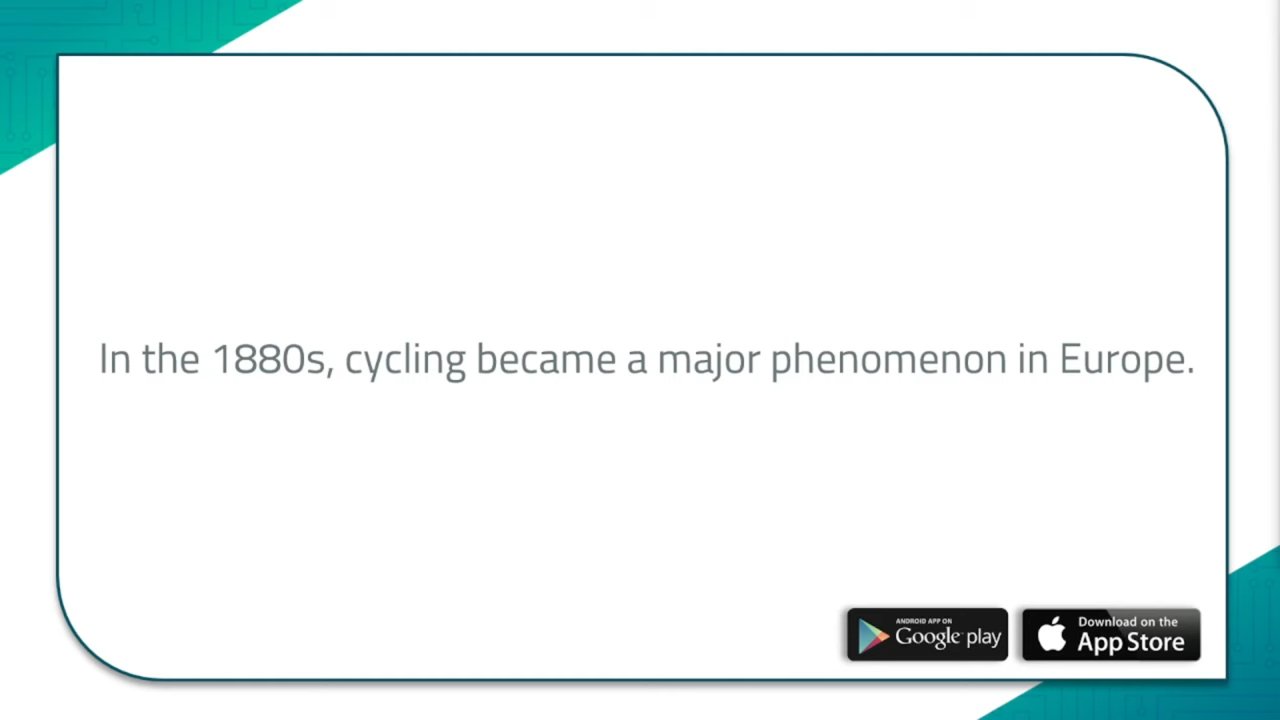 In the 1880s, cycling became a major phenomenon in Europe.
ANDROID APP ON
Google play
Download on the
App Store